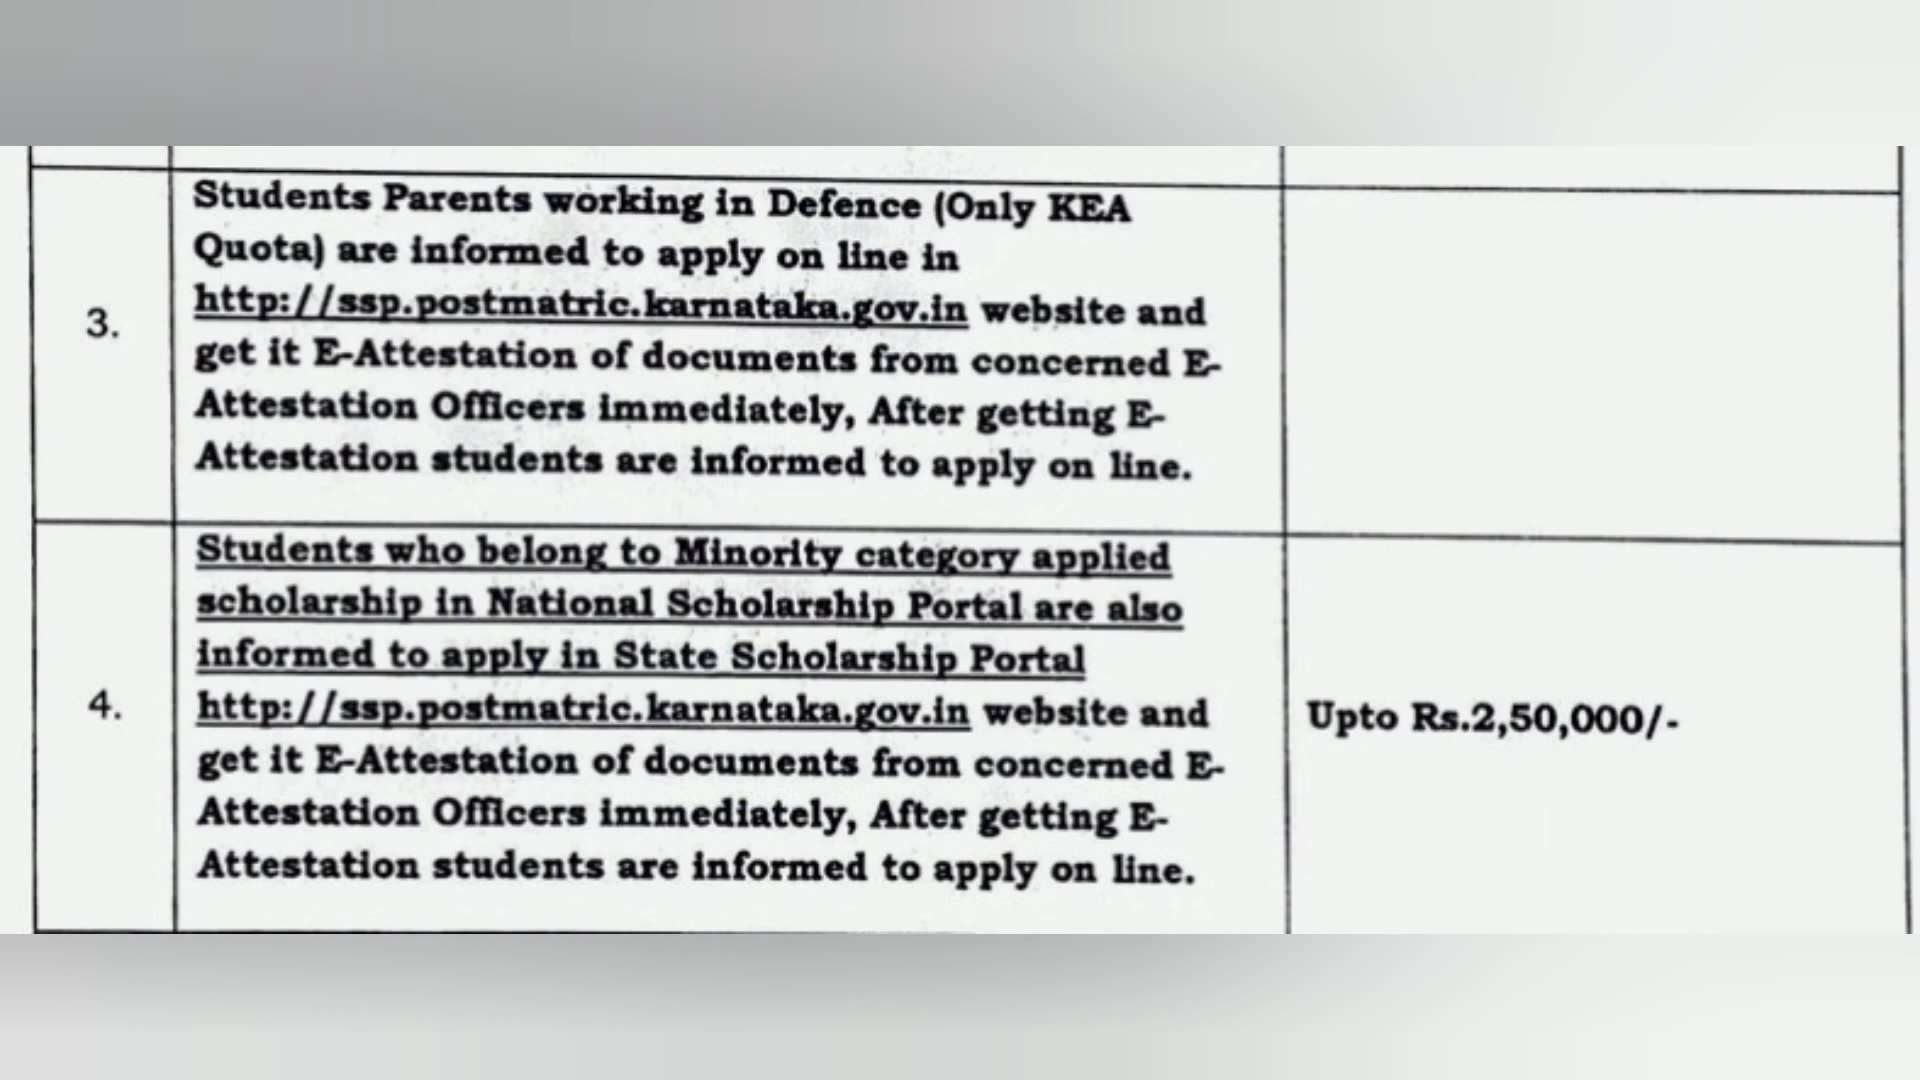 3.
Students Parents working in Defence (Only KEA
Quota) are informed to apply on line in
http://ssp.postmatric.karnataka.gov.in website and
get it E-Attestation of documents from concerned E-
Attestation Officers immediately, After getting E-
Attestation students are informed to apply on line.
4.
Students who belong to Minority category applied
scholarship in National Scholarship Portal are also
informed to apply in State Scholarship Portal
http://ssp.postmatric.karnataka.gov.in website and
get it E-Attestation of documents from concerned E-
Attestation Officers immediately, After getting E-
Attestation students are informed to apply on line.
Upto Rs.2,50,000/-